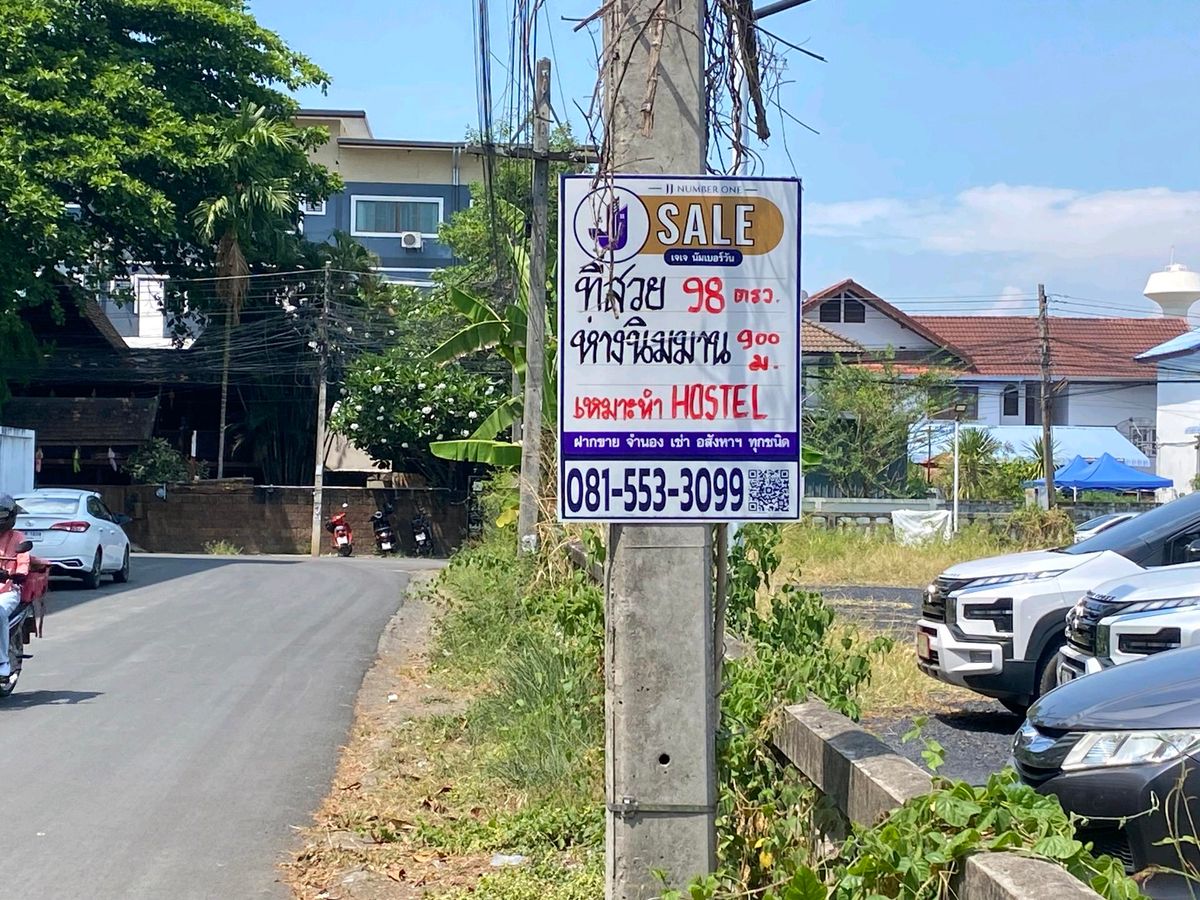 JJ NUMBER ONE
SALE
เจเจ นัมเบอร์วัน
ที่สวย 98 ตรว.
ห่างนิมมาน 900 ม.
เหมาะทำ HOSTEL
ฝากขาย จำนอง เช่า อสังหาฯ ทุกชนิด
081-553-3099